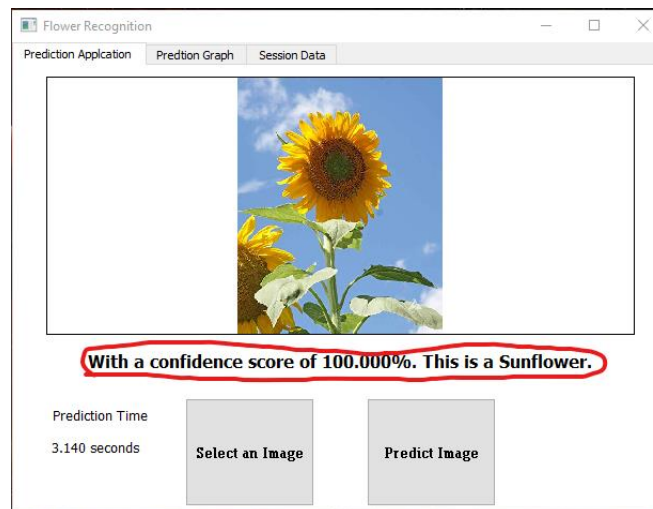 Flower Recognition
Prediction Applcation Predtion Graph Session Data
With a confidence score of 100.000%. This is a Sunflower.
Prediction Time
3.140 seconds
Select an Image Predict Image